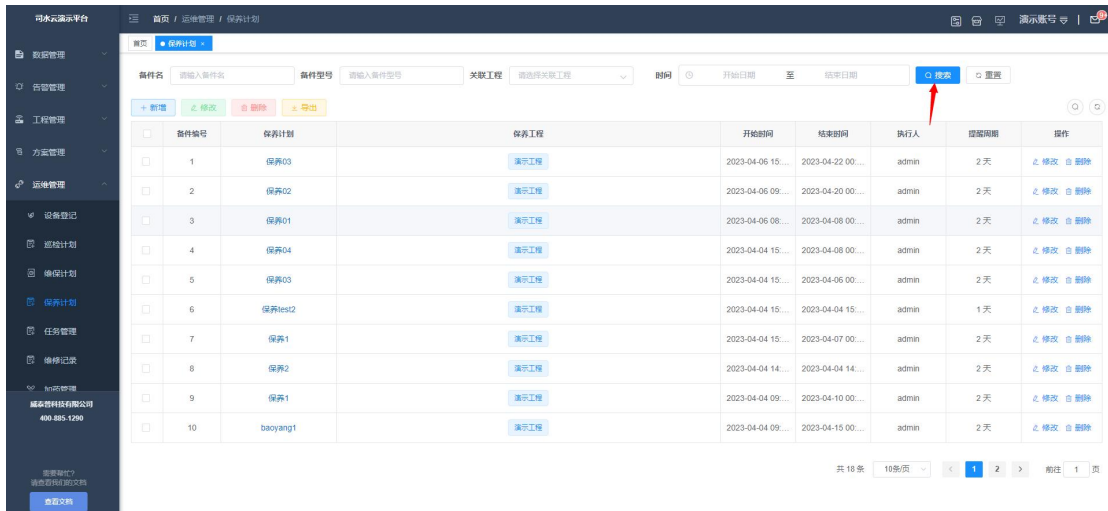 司水云演示平台
首页 / 运维管理 / 保养计划
演示账号
9+
数据管理
告警管理
工程管理
方案管理
运维管理
设备登记
巡检计划
维保计划
保养计划
任务管理
维修记录
加药管理
威泰普科技有限公司
400-885-1290
需要帮忙?
请查看我们的文档
查看文档
首页 保养计划 ×
备件名 请输入备件名 备件型号 请输入备件型号 关联工程 请选择关联工程 时间 开始日期 至 结束日期 搜索 重置
+ 新增 修改 删除 导出
备件编号 保养计划 保养工程 开始时间 结束时间 执行人 提醒周期 操作
1 保养03 演示工程 2023-04-06 15:... 2023-04-22 00:... admin 2 天 修改 删除
2 保养02 演示工程 2023-04-06 09:... 2023-04-20 00:... admin 2 天 修改 删除
3 保养01 演示工程 2023-04-06 08:... 2023-04-08 00:... admin 2 天 修改 删除
4 保养04 演示工程 2023-04-04 15:... 2023-04-08 00:... admin 2 天 修改 删除
5 保养03 演示工程 2023-04-04 15:... 2023-04-06 00:... admin 2 天 修改 删除
6 保养test2 演示工程 2023-04-04 15:... 2023-04-04 15:... admin 1 天 修改 删除
7 保养1 演示工程 2023-04-04 15:... 2023-04-07 00:... admin 2 天 修改 删除
8 保养2 演示工程 2023-04-04 14:... 2023-04-04 14:... admin 2 天 修改 删除
9 保养1 演示工程 2023-04-04 09:... 2023-04-10 00:... admin 2 天 修改 删除
10 baoyang1 演示工程 2023-04-04 09:... 2023-04-15 00:... admin 2 天 修改 删除
共 18 条 10条/页 < 1 2 > 前往 1 页